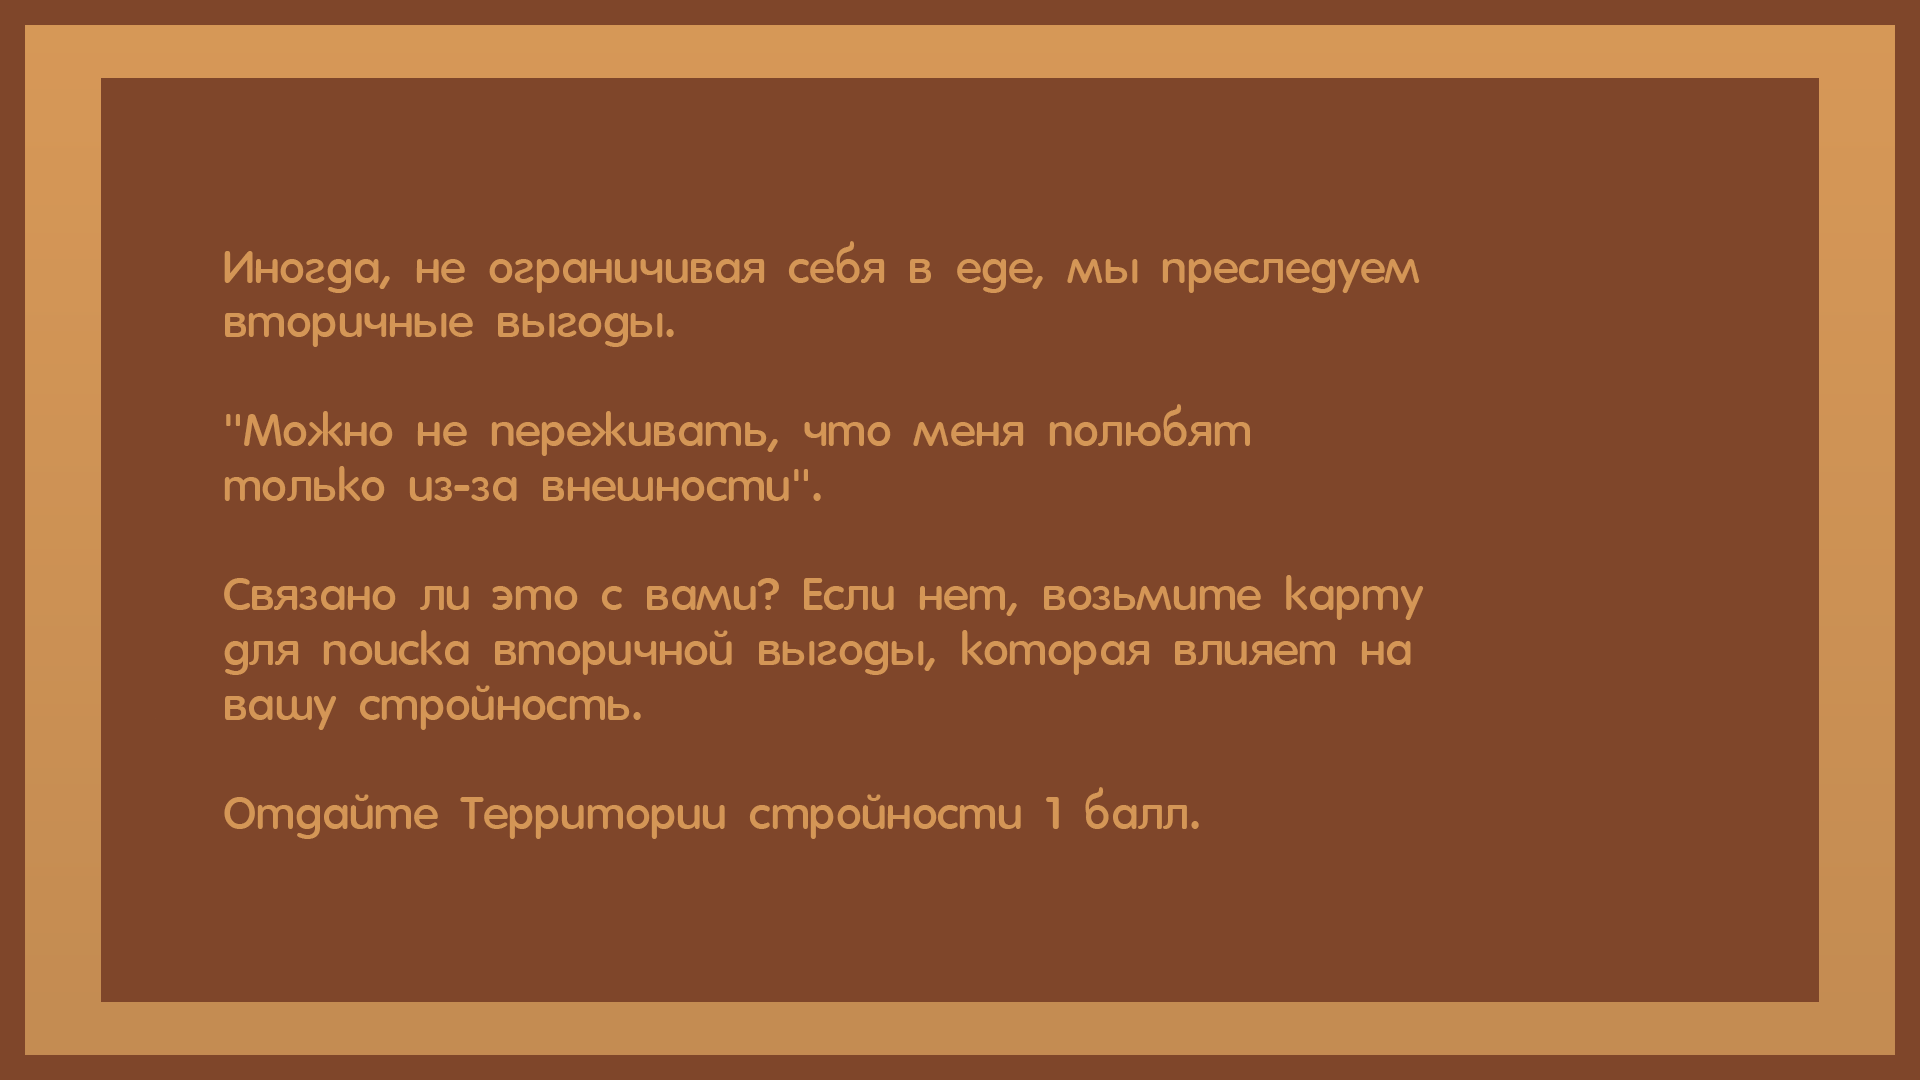 Иногда, не ограничивая себя в еде, мы преследуем
вторичные выгоды.
"Можно не переживать, что меня полюбят
только из-за внешности".
Связано ли это с вами? Если нет, возьмите карту
для поиска вторичной выгоды, которая влияет на
вашу стройность.
Отдайте Территории стройности 1 балл.